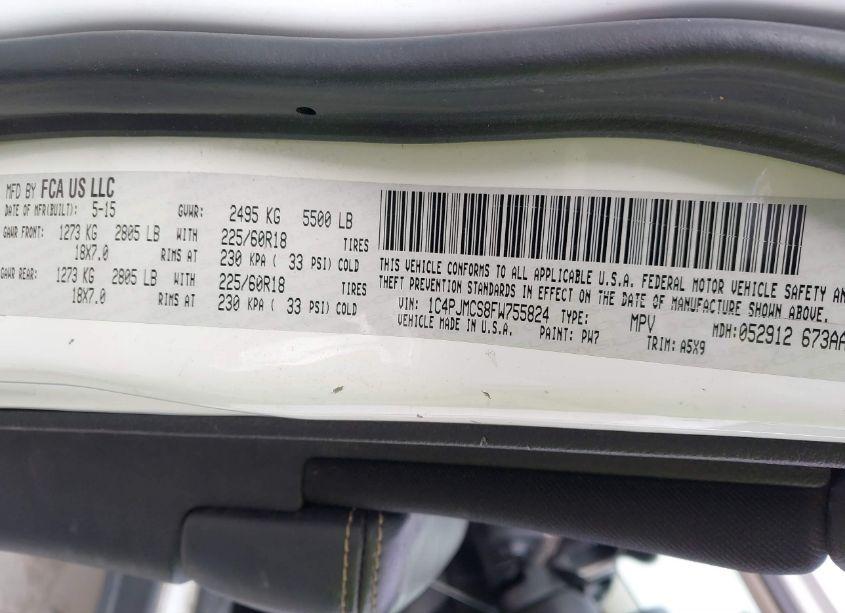 MFD BY FCA US LLC
DATE OF MFR(BUILT): 5-15 GVWR: 2495 KG 5500 LB
GAWR FRONT: 1273 KG 2805 LB WITH 225/60R18 TIRES
18X7.0 RIMS AT 230 KPA ( 33 PSI) COLD
GAWR REAR: 1273 KG 2805 LB WITH 225/60R18 TIRES
18X7.0 RIMS AT 230 KPA ( 33 PSI) COLD
THIS VEHICLE CONFORMS TO ALL APPLICABLE U.S.A. FEDERAL MOTOR VEHICLE SAFETY AN
THEFT PREVENTION STANDARDS IN EFFECT ON THE DATE OF MANUFACTURE SHOWN ABOVE.
VIN: 1C4PJMCS8FW755824 TYPE: MPV MDH: 052912 673AA
VEHICLE MADE IN U.S.A. PAINT: PW7 TRIM: A5X9